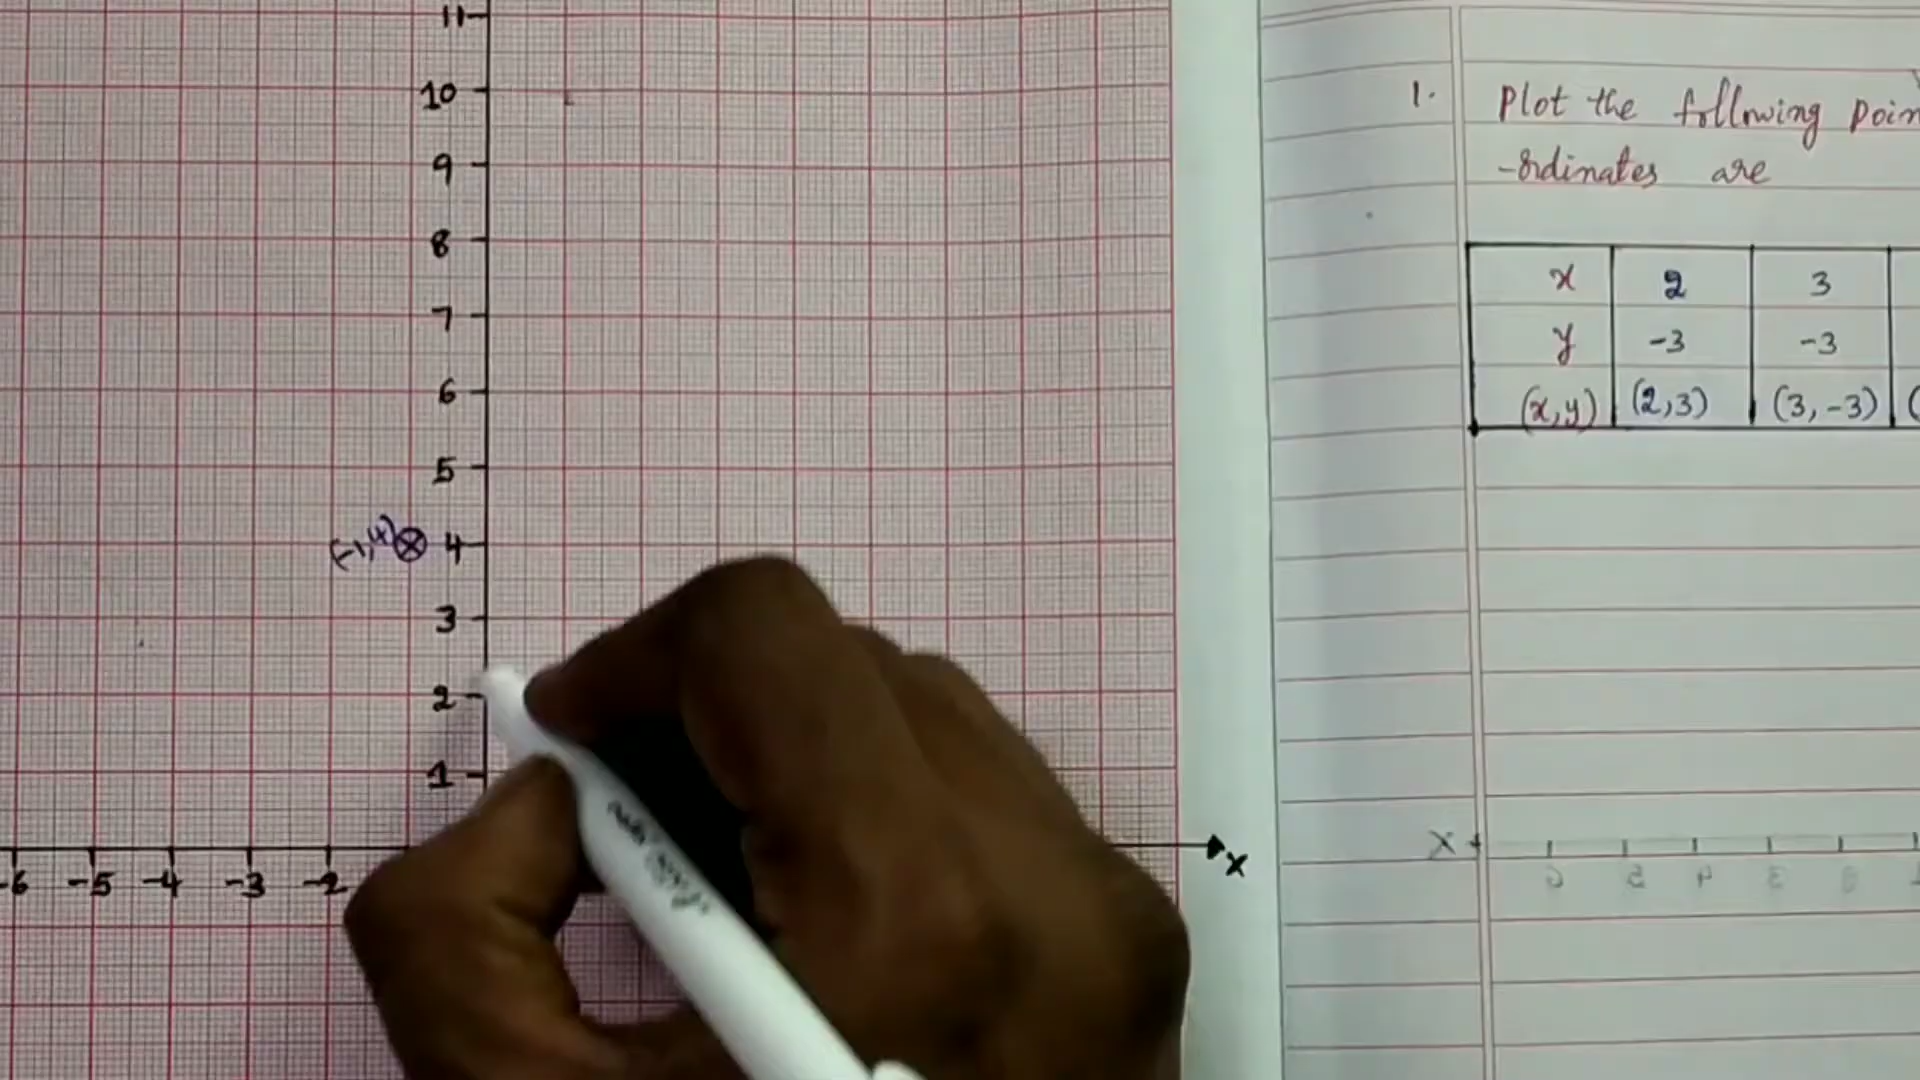 11
10
9
8
7
6
5
(-1,4) 4
3
2
1
-6 -5 -4 -3 -2
x
1. Plot the following
-ordinates are
x 2 3
y -3 -3
(x,y) (2,3) (3,-3) (
X